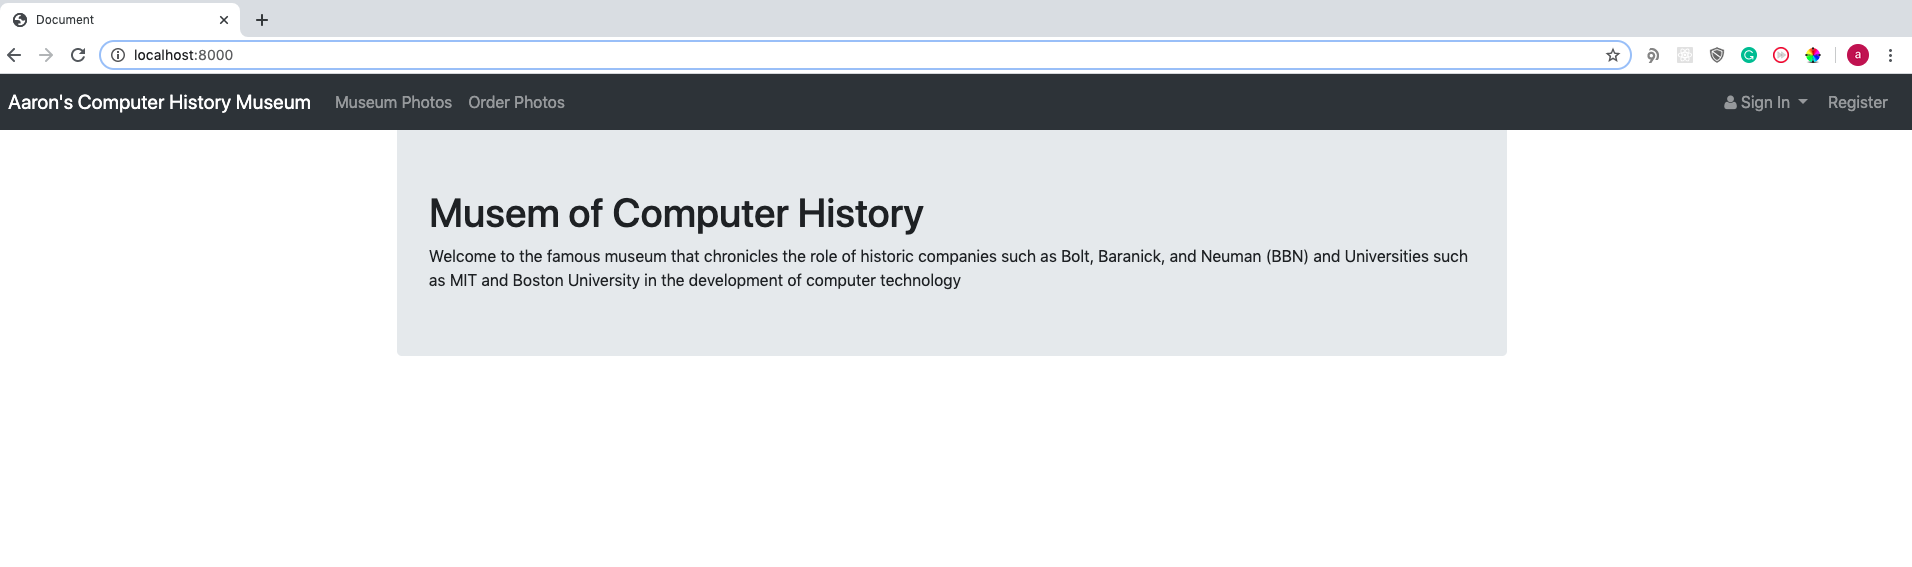 Document
localhost:8000
a
Aaron's Computer History Museum Museum Photos Order Photos Sign In Register
Musem of Computer History
Welcome to the famous museum that chronicles the role of historic companies such as Bolt, Baranick, and Neuman (BBN) and Universities such
as MIT and Boston University in the development of computer technology